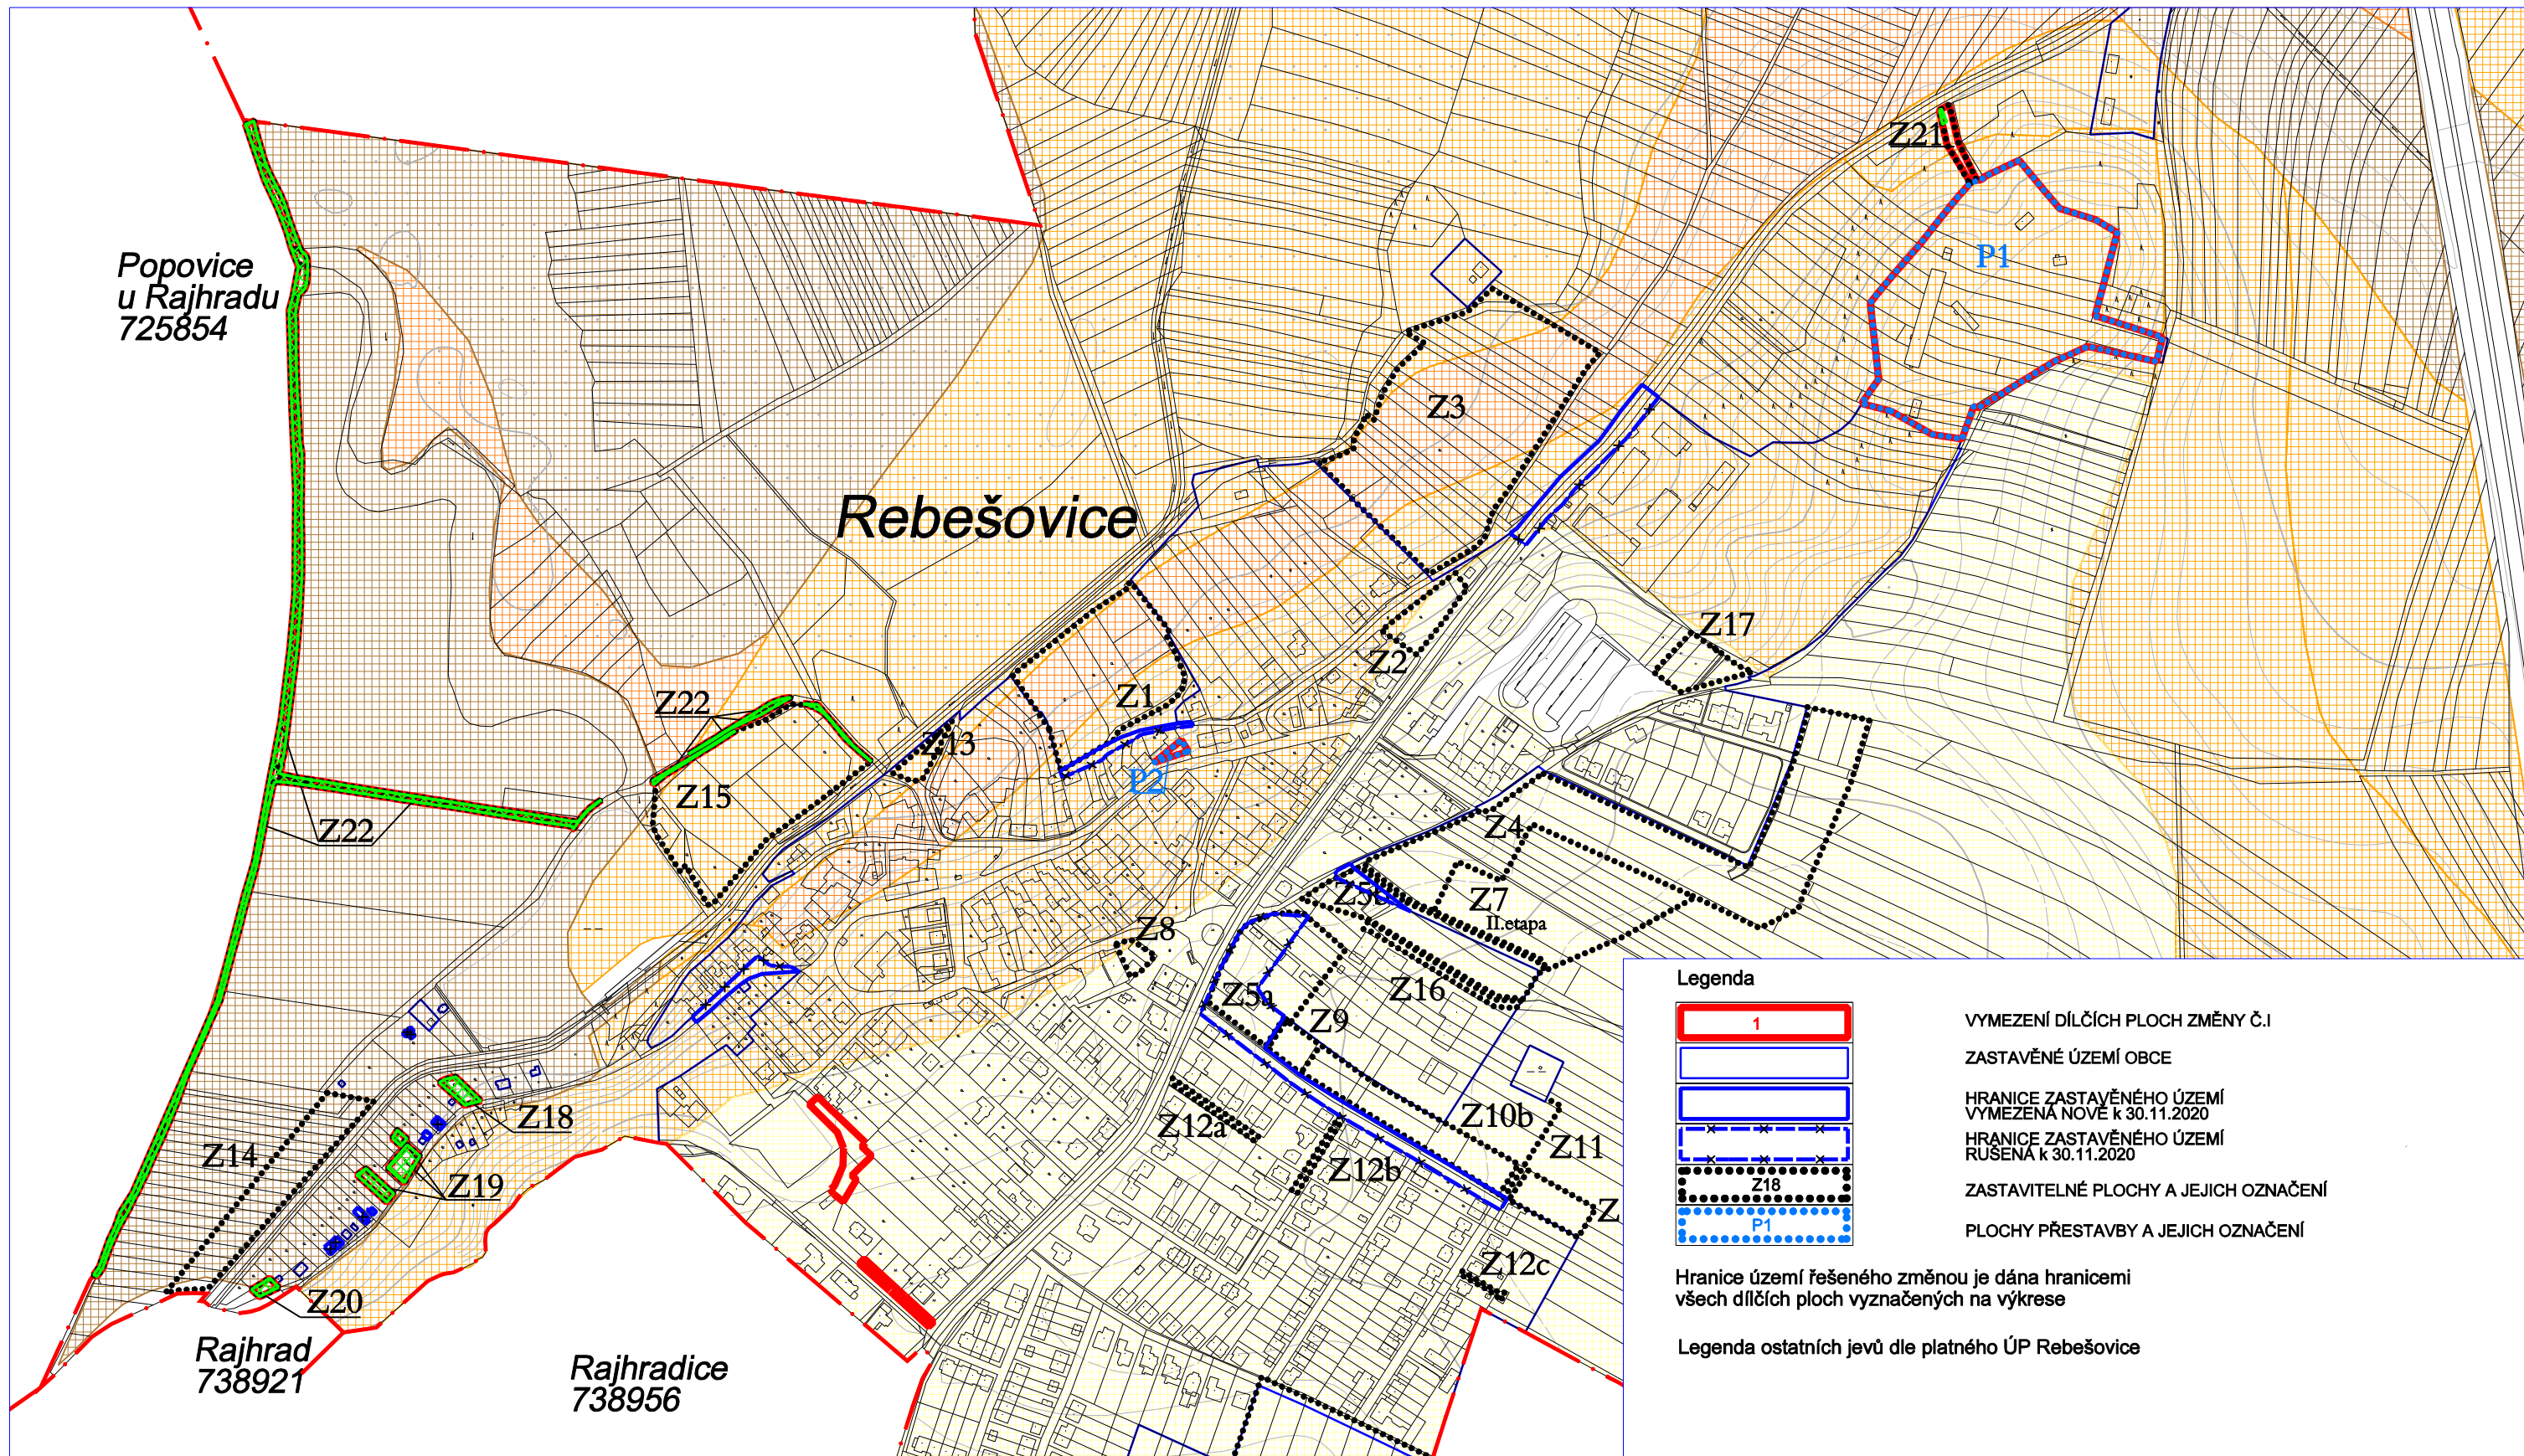 Popovice
u Rajhradu
725854
Rebešovice
Z21
P1
Z3
Z17
Z2
Z1
Z22
Z13
P2
Z15
Z22
Z4
Z7
II.etapa
Z8
Z16
Z5a
Z9
Z18
Z14
Z19
Z20
Z12a
Z12b
Z10b
Z11
Z
Z12c
Rajhrad
738921
Rajhradice
738956
Legenda
1
VYMEZENÍ DÍLČÍCH PLOCH ZMĚNY Č.I
ZASTAVĚNÉ ÚZEMÍ OBCE
HRANICE ZASTAVĚNÉHO ÚZEMÍ
VYMEZENÁ NOVĚ k 30.11.2020
HRANICE ZASTAVĚNÉHO ÚZEMÍ
RUŠENÁ k 30.11.2020
Z18
ZASTAVITELNÉ PLOCHY A JEJICH OZNAČENÍ
P1
PLOCHY PŘESTAVBY A JEJICH OZNAČENÍ
Hranice území řešeného změnou je dána hranicemi
všech dílčích ploch vyznačených na výkrese
Legenda ostatních jevů dle platného ÚP Rebešovice